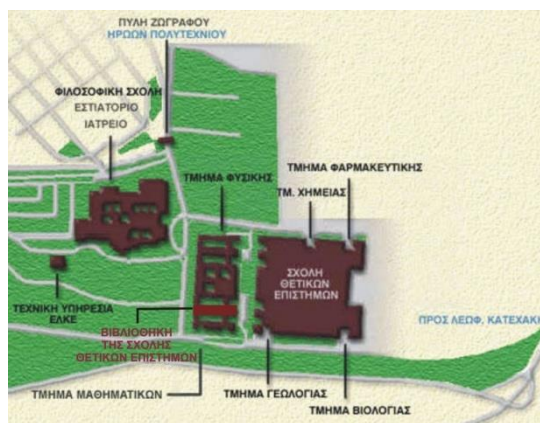 ΠΥΛΗ ΖΩΓΡΑΦΟΥ
ΗΡΩΩΝ ΠΟΛΥΤΕΧΝΙΟΥ
ΦΙΛΟΣΟΦΙΚΗ ΣΧΟΛΗ
ΕΣΤΙΑΤΟΡΙΟ
ΙΑΤΡΕΙΟ
ΤΜΗΜΑ ΦΥΣΙΚΗΣ
ΤΜΗΜΑ ΦΑΡΜΑΚΕΥΤΙΚΗΣ
ΤΜ. ΧΗΜΕΙΑΣ
ΣΧΟΛΗ
ΘΕΤΙΚΩΝ
ΕΠΙΣΤΗΜΩΝ
ΤΕΧΝΙΚΗ ΥΠΗΡΕΣΙΑ
ΕΛΚΕ
ΠΡΟΣ ΛΕΩΦ. ΚΑΤΕΧΑΚΗ
ΒΙΒΛΙΟΘΗΚΗ
ΤΗΣ ΣΧΟΛΗΣ
ΘΕΤΙΚΩΝ ΕΠΙΣΤΗΜΩΝ
ΤΜΗΜΑ ΜΑΘΗΜΑΤΙΚΩΝ
ΤΜΗΜΑ ΓΕΩΛΟΓΙΑΣ
ΤΜΗΜΑ ΒΙΟΛΟΓΙΑΣ